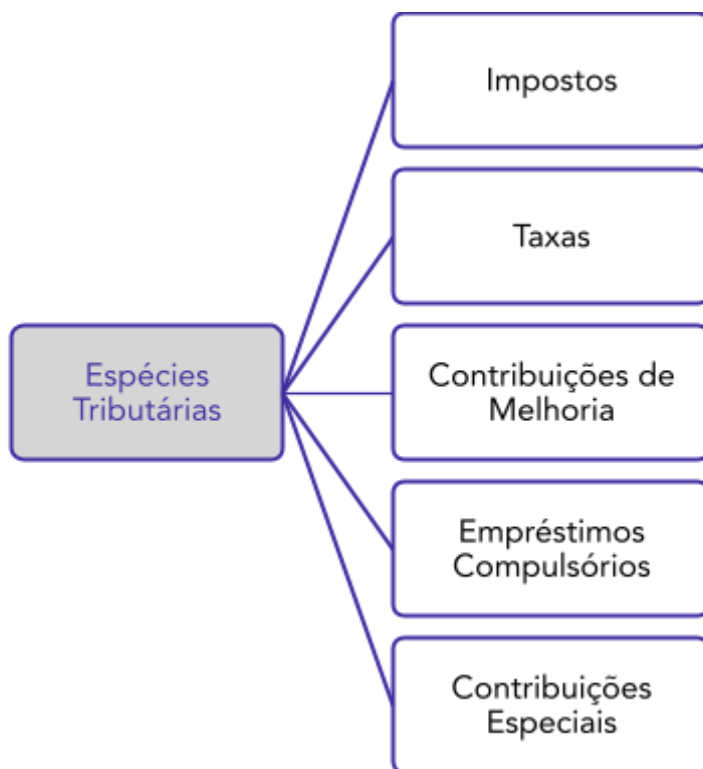 Impostos
Taxas
Espécies
Tributárias
Contribuições de
Melhoria
Empréstimos
Compulsórios
Contribuições
Especiais